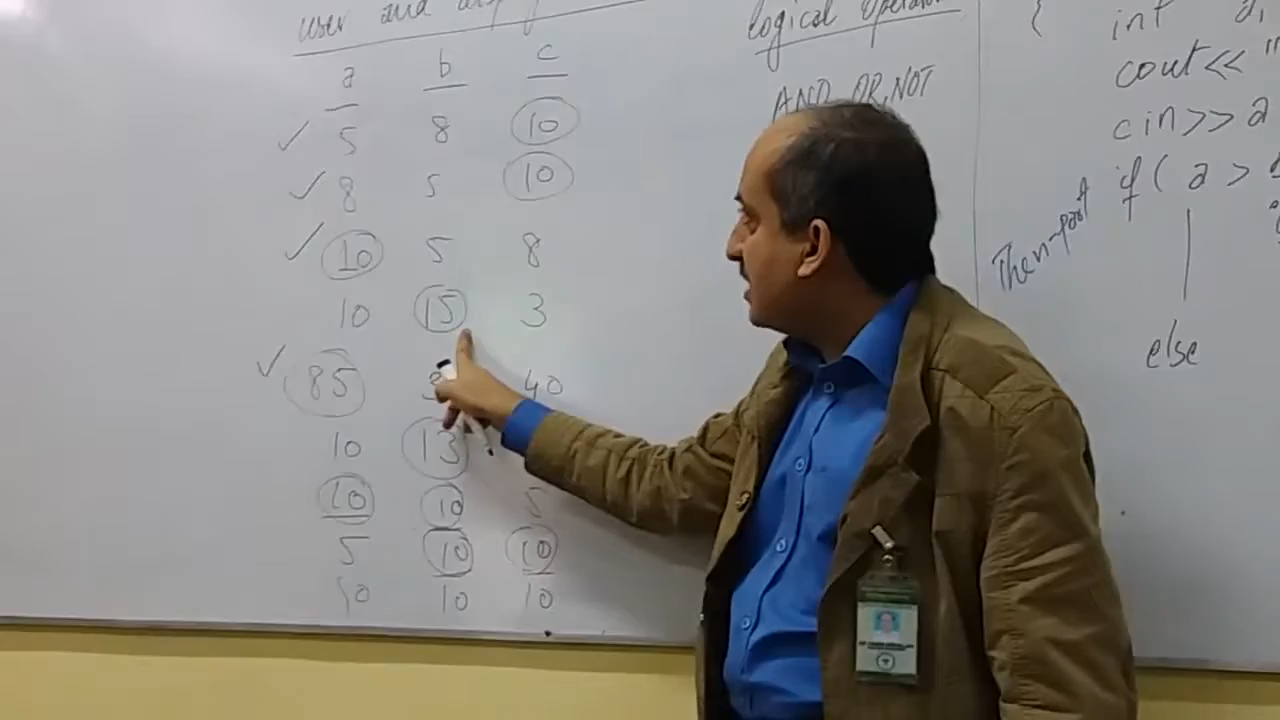 user and
a b c
5 8 10
8 5 10
10 5 8
10 15 3
85 40
10 13
10 10 5
5 10 10
10 10 10
logical operators
AND, OR, NOT
{ int a,
cout<< "
cin>>a
if( a >
Then-part
else